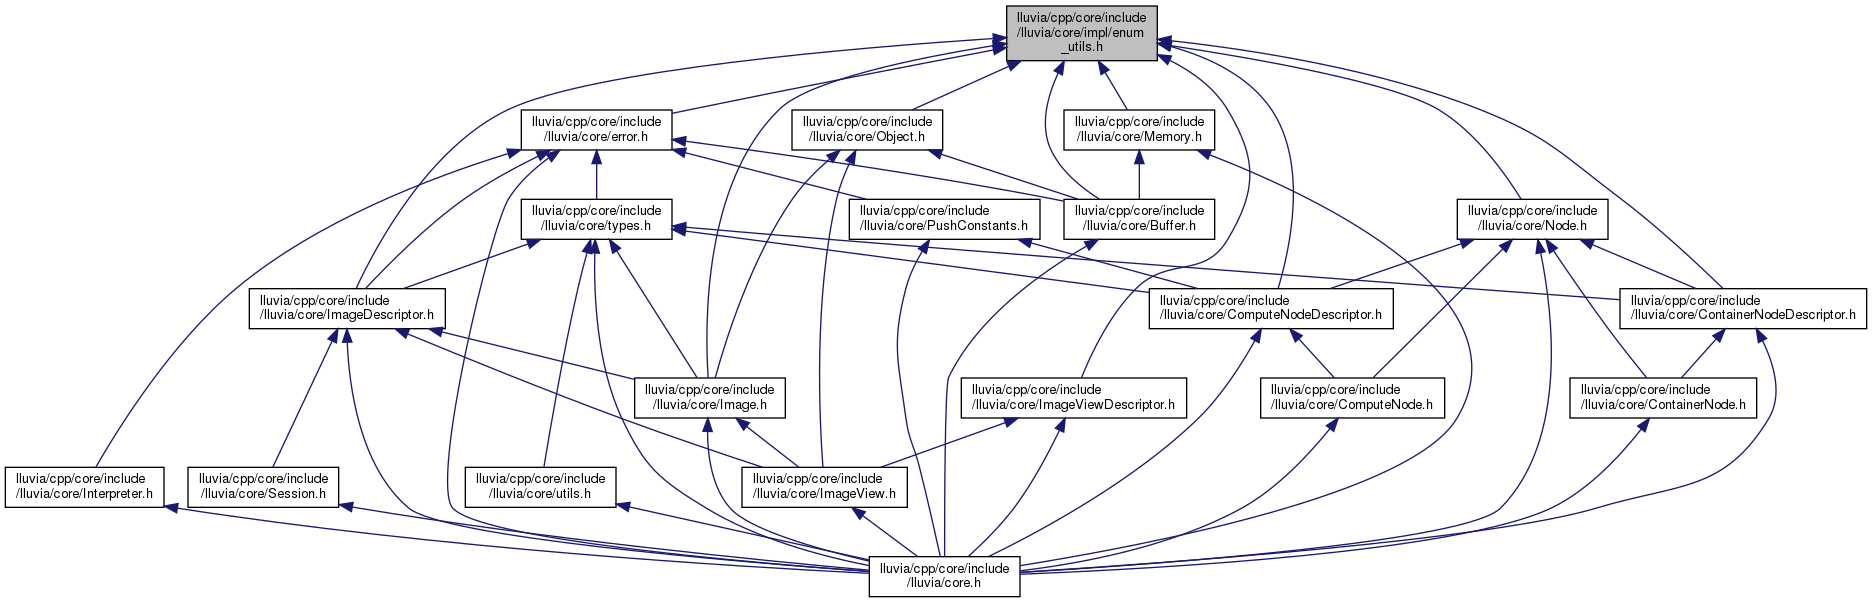 lluvia/cpp/core/include
/lluvia/core/impl/enum
_utils.h
lluvia/cpp/core/include
/lluvia/core/error.h
lluvia/cpp/core/include
/lluvia/core/Object.h
lluvia/cpp/core/include
/lluvia/core/Memory.h
lluvia/cpp/core/include
/lluvia/core/types.h
lluvia/cpp/core/include
/lluvia/core/PushConstants.h
lluvia/cpp/core/include
/lluvia/core/Buffer.h
lluvia/cpp/core/include
/lluvia/core/Node.h
lluvia/cpp/core/include
/lluvia/core/ImageDescriptor.h
lluvia/cpp/core/include
/lluvia/core/ComputeNodeDescriptor.h
lluvia/cpp/core/include
/lluvia/core/ContainerNodeDescriptor.h
lluvia/cpp/core/include
/lluvia/core/Image.h
lluvia/cpp/core/include
/lluvia/core/ImageViewDescriptor.h
lluvia/cpp/core/include
/lluvia/core/ComputeNode.h
lluvia/cpp/core/include
/lluvia/core/ContainerNode.h
lluvia/cpp/core/include
/lluvia/core/Interpreter.h
lluvia/cpp/core/include
/lluvia/core/Session.h
lluvia/cpp/core/include
/lluvia/core/utils.h
lluvia/cpp/core/include
/lluvia/core/ImageView.h
lluvia/cpp/core/include
/lluvia/core.h